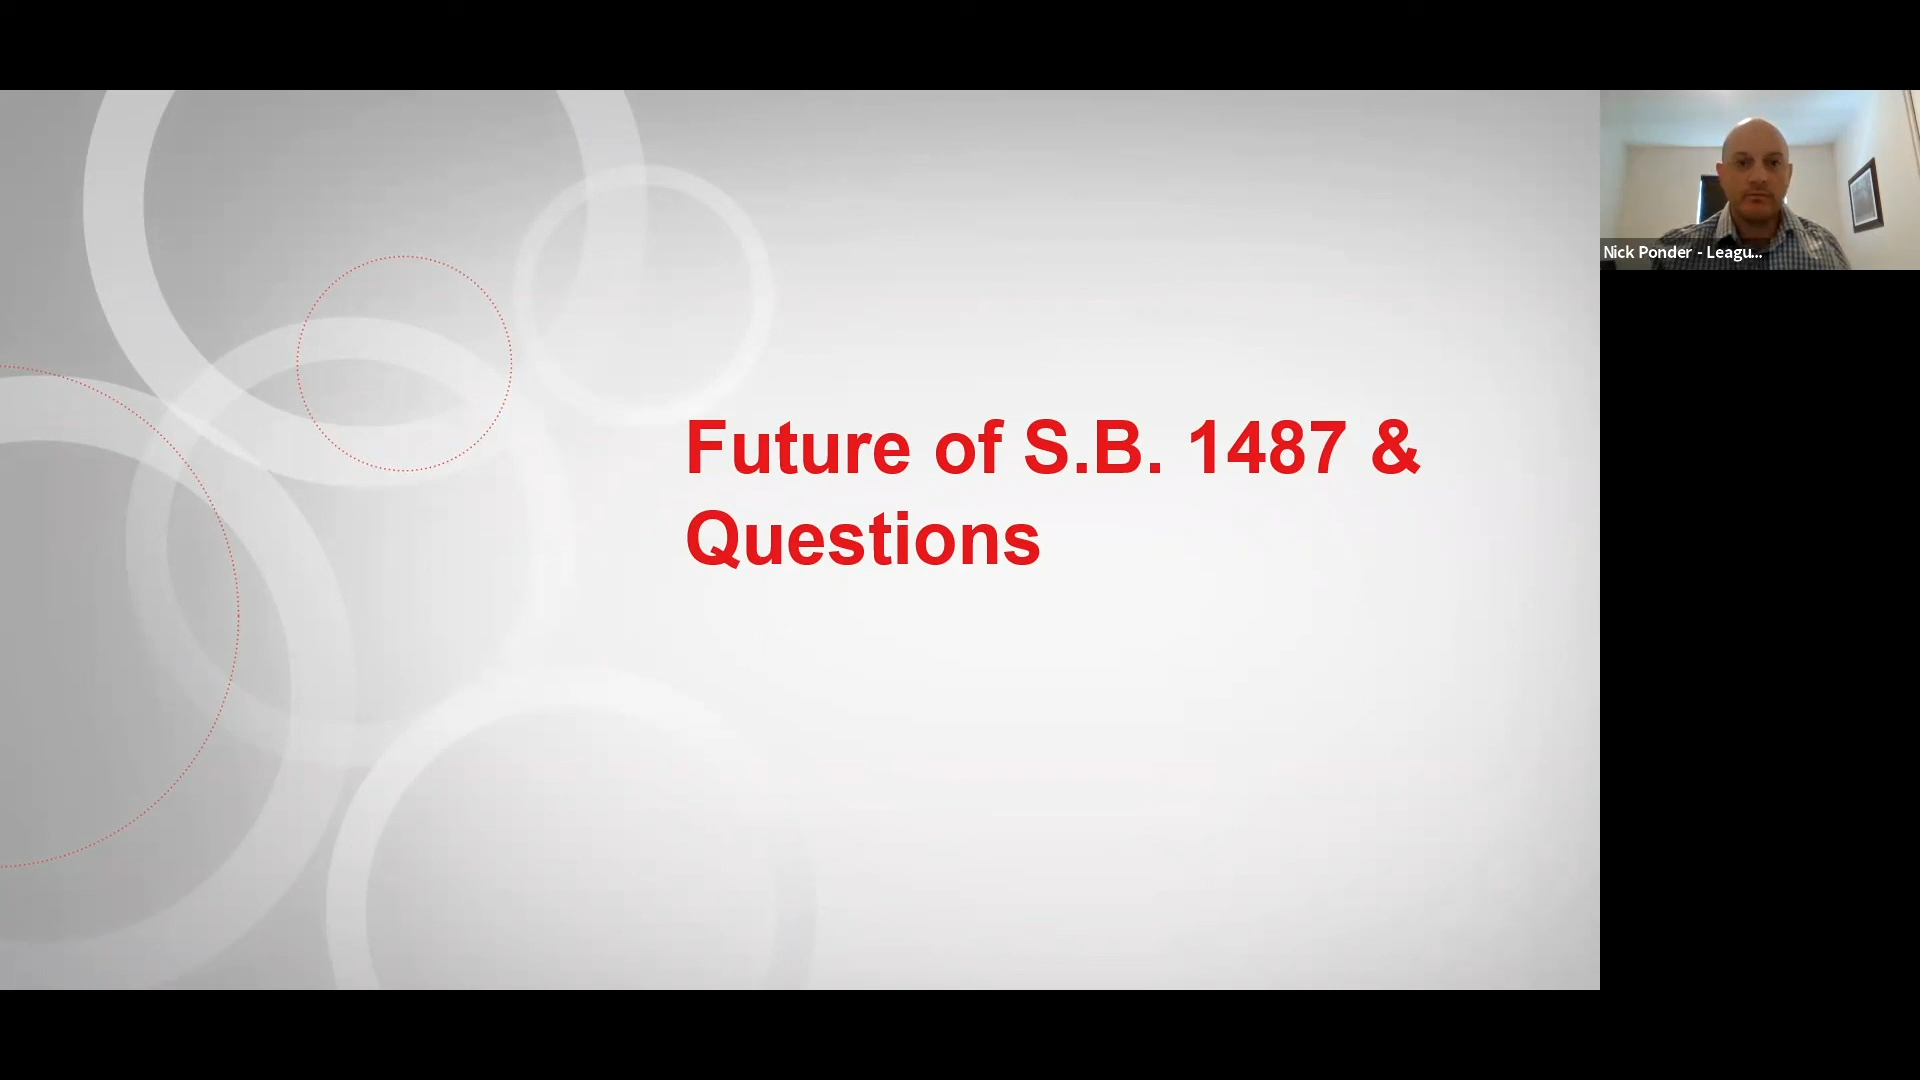 Future of S.B. 1487 &
Questions
Nick Ponder - Leagu...